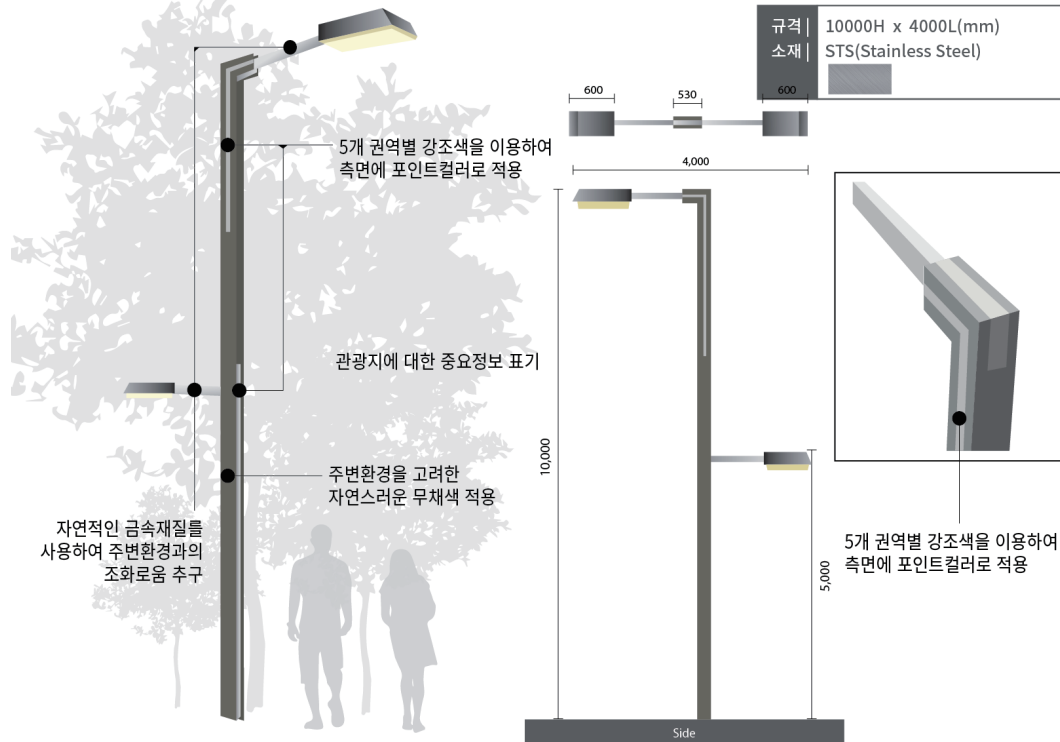 규격 | 10000H x 4000L(mm)
소재 | STS(Stainless Steel)
600
530
600
4,000
5개 권역별 강조색을 이용하여
측면에 포인트컬러로 적용
관광지에 대한 중요정보 표기
주변환경을 고려한
자연스러운 무채색 적용
자연적인 금속재질를
사용하여 주변환경과의
조화로움 추구
10,000
5,000
5개 권역별 강조색을 이용하여
측면에 포인트컬러로 적용
Side